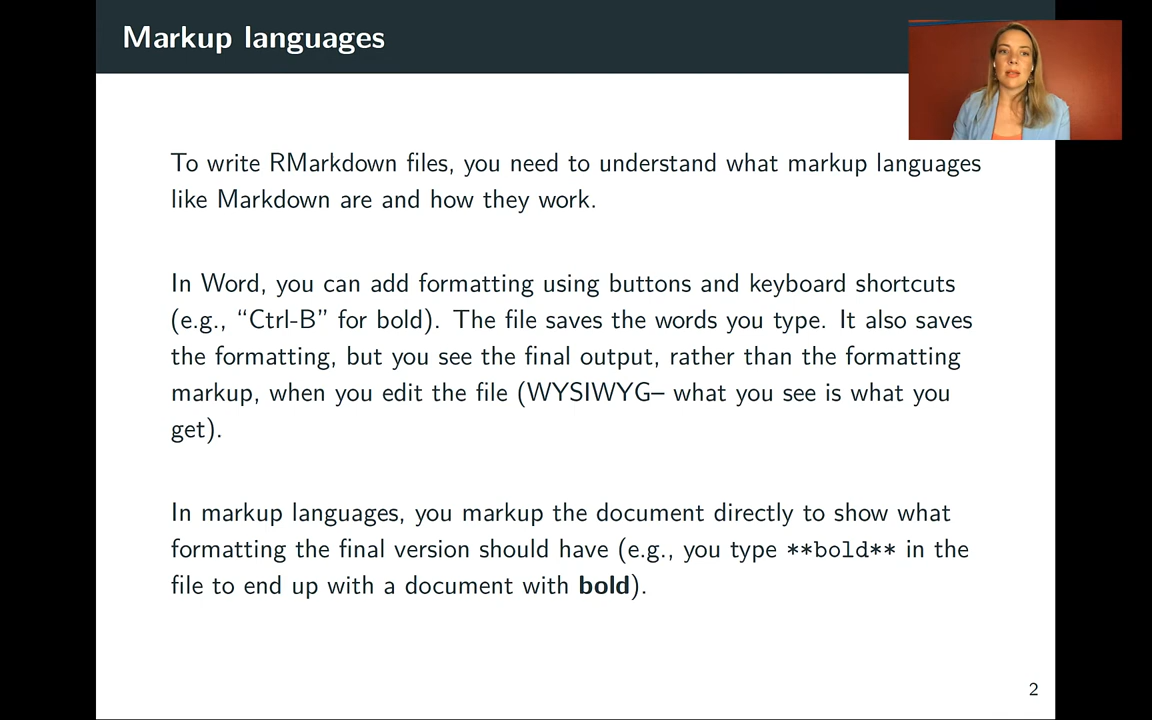 Markup languages
To write RMarkdown files, you need to understand what markup languages
like Markdown are and how they work.
In Word, you can add formatting using buttons and keyboard shortcuts
(e.g., “Ctrl-B” for bold). The file saves the words you type. It also saves
the formatting, but you see the final output, rather than the formatting
markup, when you edit the file (WYSIWYG– what you see is what you
get).
In markup languages, you markup the document directly to show what
formatting the final version should have (e.g., you type **bold** in the
file to end up with a document with bold).
2